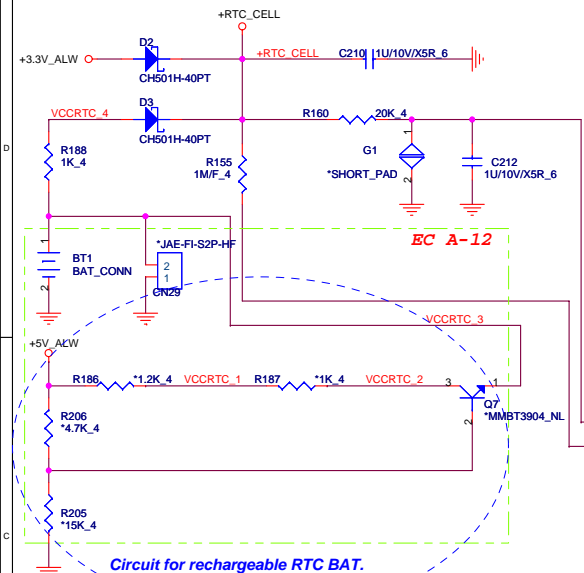 +RTC_CELL
D2
+3.3V_ALW
+RTC_CELL
C210
1U/10V/X5R_6
CH501H-40PT
D3
VCCRTC_4
R160
20K_4
CH501H-40PT
D
R188
1K_4
R155
1M/F_4
1
G1
*SHORT_PAD
2
C212
1U/10V/X5R_6
EC A-12
1
BT1
BAT_CONN
2
*JAE-FI-S2P-HF
2
1
CN29
VCCRTC_3
+5V_ALW
R186
*1.2K_4
VCCRTC_1
R187
*1K_4
VCCRTC_2
3
1
Q7
*MMBT3904_NL
2
R206
*4.7K_4
R205
*15K_4
C
Circuit for rechargeable RTC BAT.